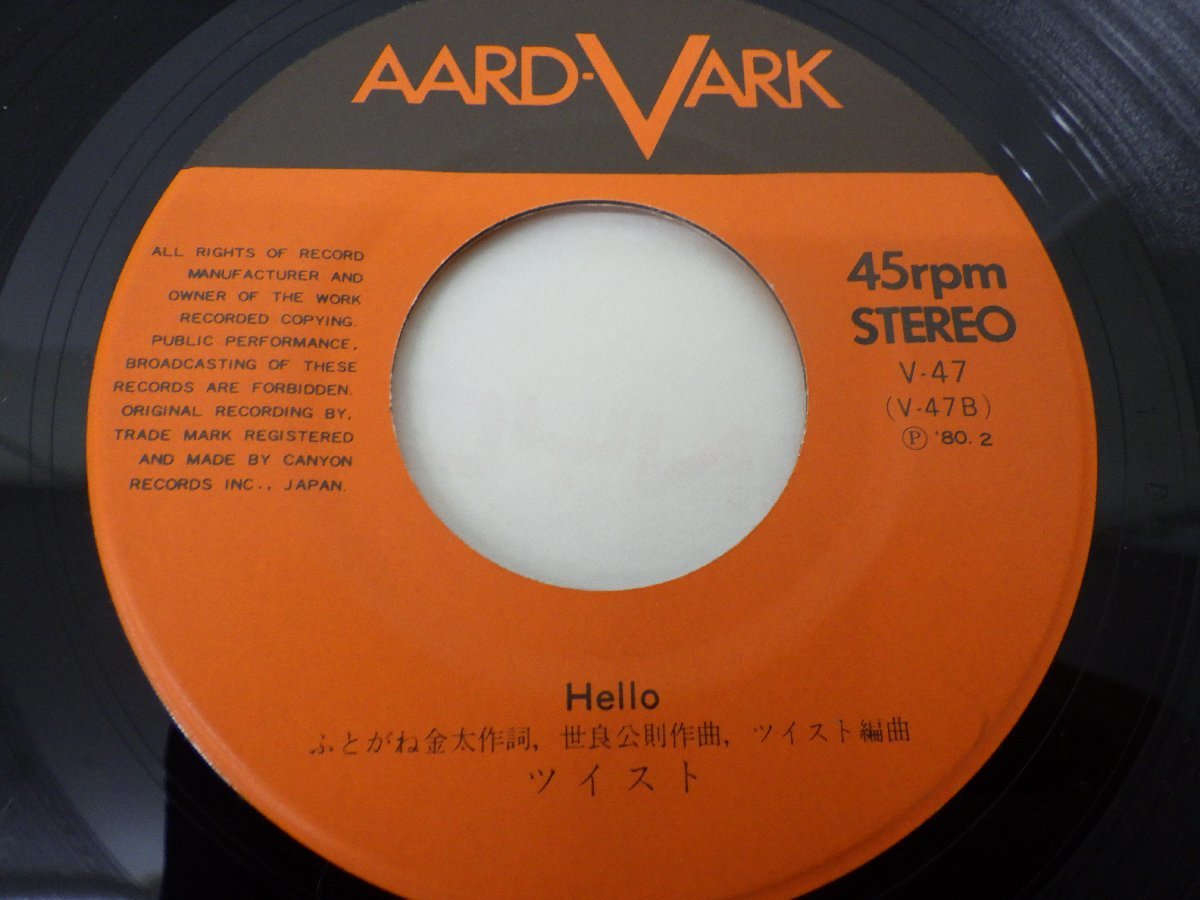 AARD-VARK
ALL RIGHTS OF RECORD
MANUFACTURER AND
OWNER OF THE WORK
RECORDED COPYING.
PUBLIC PERFORMANCE,
BROADCASTING OF THESE
RECORDS ARE FORBIDDEN.
ORIGINAL RECORDING BY,
TRADE MARK REGISTERED
AND MADE BY CANYON
RECORDS INC., JAPAN.
45rpm
STEREO
V-47
(V-47B)
Ⓟ '80. 2
Hello
ふとがね金太作詞, 世良公則作曲, ツイスト編曲
ツイスト